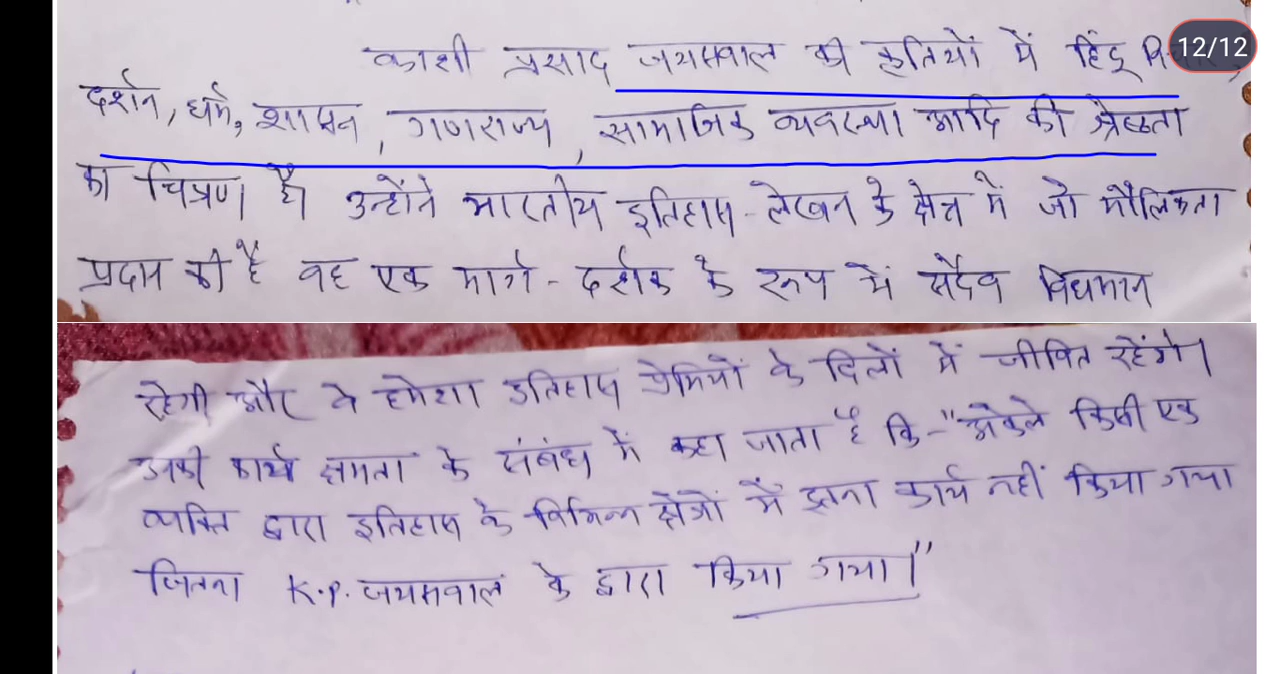 काशी प्रसाद जयसवाल की कृतियों में हिंदू
12/12
दर्शन, धर्म, शासन, गणराज्य, सामाजिक व्यवस्था आदि की श्रेष्ठता
का चित्रण है। उन्होंने भारतीय इतिहास-लेखन के क्षेत्र में जो मौलिकता
प्रदान की है वह एक मार्ग-दर्शक के रूप में सदैव विद्यमान
रहेगी और वे हमेशा इतिहास प्रेमियों के दिलों में जीवित रहेंगे।
उनकी कार्य क्षमता के संबंध में कहा जाता है कि-"अकेले किसी एक
व्यक्ति द्वारा इतिहास के विभिन्न क्षेत्रों में इतना कार्य नहीं किया गया
जितना K.P. जयसवाल के द्वारा किया गया।"